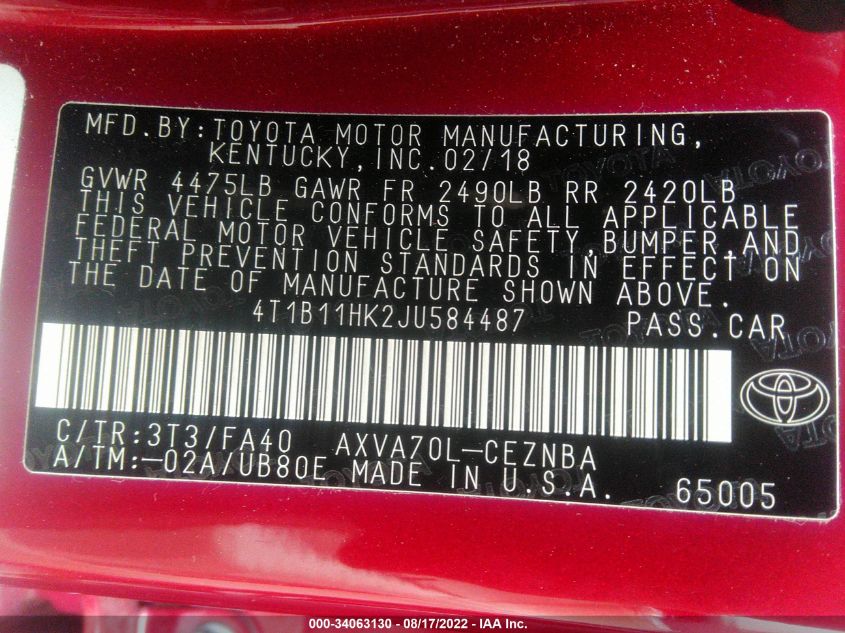 MFD.BY:TOYOTA MOTOR MANUFACTURING,
KENTUCKY,INC.02/18
GVWR 4475LB GAWR FR 2490LB RR 2420LB
THIS VEHICLE CONFORMS TO ALL APPLICABLE
FEDERAL MOTOR VEHICLE SAFETY,BUMPER,AND
THEFT PREVENTION STANDARDS IN EFFECT ON
THE DATE OF MANUFACTURE SHOWN ABOVE.
4T1B11HK2JU584487 PASS.CAR
C/TR:3T3/FA40 AXVA70L-CEZNBA
A/TM:-02A/UB80E MADE IN U.S.A. 65005
000-34063130 - 08/17/2022 - IAA Inc.